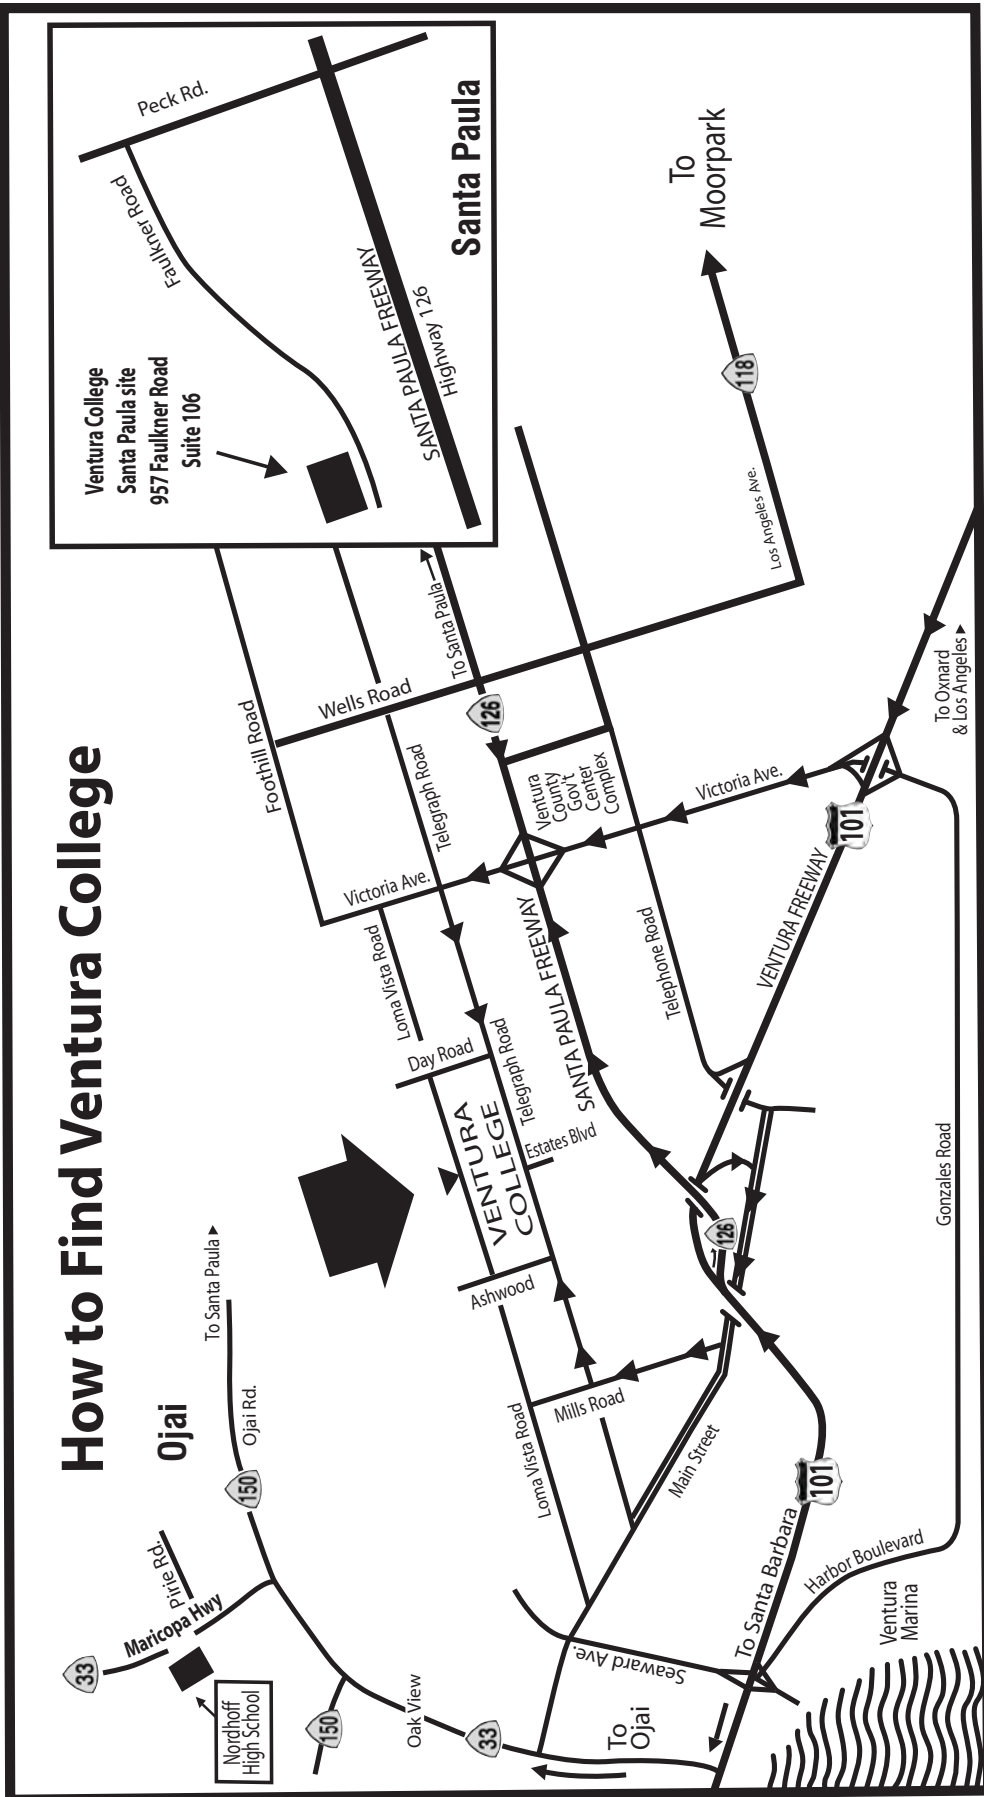 How to Find Ventura College
Ojai
To Santa Paula
Ojai Rd.
150
Pirie Rd.
Maricopa Hwy
33
Nordhoff
High School
150
Oak View
33
To
Ojai
Seaward Ave.
To Santa Barbara
101
Harbor Boulevard
Ventura
Marina
Gonzales Road
Main Street
Mills Road
Loma Vista Road
Ashwood
VENTURA
COLLEGE
Estates Blvd
Telegraph Road
Day Road
Loma Vista Road
Victoria Ave.
Telegraph Road
Foothill Road
Wells Road
SANTA PAULA FREEWAY
126
126
To Santa Paula
Ventura
County
Gov't
Center
Complex
Victoria Ave.
Telephone Road
VENTURA FREEWAY
101
To Oxnard
& Los Angeles
Los Angeles Ave.
118
To
Moorpark
Ventura College
Santa Paula site
957 Faulkner Road
Suite 106
Faulkner Road
Peck Rd.
SANTA PAULA FREEWAY
Highway 126
Santa Paula